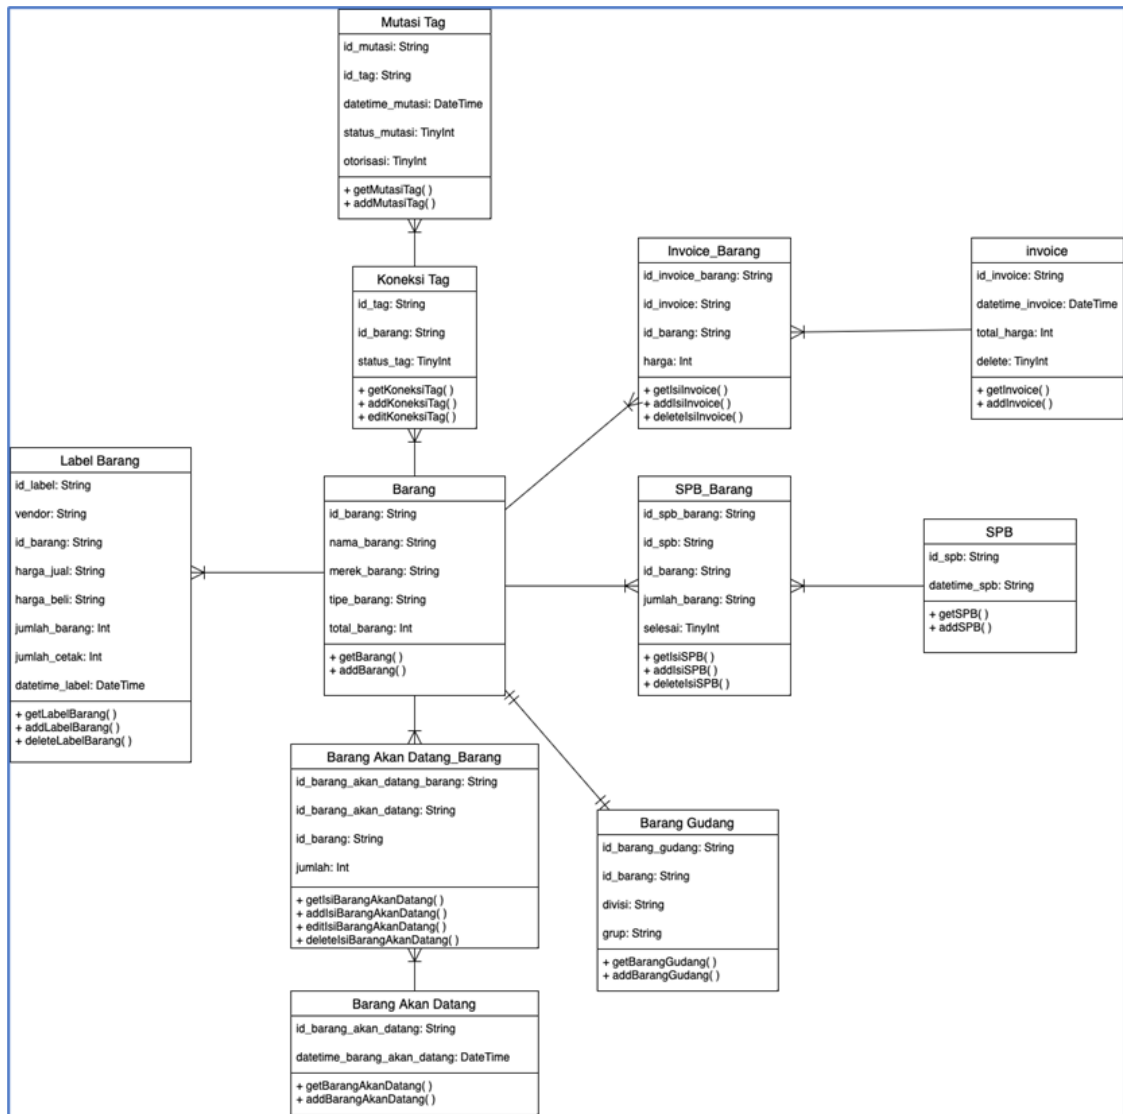 Mutasi Tag
id_mutasi: String
id_tag: String
datetime_mutasi: DateTime
status_mutasi: TinyInt
otorisasi: TinyInt
+ getMutasiTag( )
+ addMutasiTag( )
Koneksi Tag
id_tag: String
id_barang: String
status_tag: TinyInt
+ getKoneksiTag( )
+ addKoneksiTag( )
+ editKoneksiTag( )
Invoice_Barang
id_invoice_barang: String
id_invoice: String
id_barang: String
harga: Int
+ getIsiInvoice( )
+ addIsiInvoice( )
+ deleteIsiInvoice( )
invoice
id_invoice: String
datetime_invoice: DateTime
total_harga: Int
delete: TinyInt
+ getInvoice( )
+ addInvoice( )
Label Barang
id_label: String
vendor: String
id_barang: String
harga_jual: String
harga_beli: String
jumlah_barang: Int
jumlah_cetak: Int
datetime_label: DateTime
+ getLabelBarang( )
+ addLabelBarang( )
+ deleteLabelBarang( )
Barang
id_barang: String
nama_barang: String
merek_barang: String
tipe_barang: String
total_barang: Int
+ getBarang( )
+ addBarang( )
SPB_Barang
id_spb_barang: String
id_spb: String
id_barang: String
jumlah_barang: String
selesai: TinyInt
+ getIsiSPB( )
+ addIsiSPB( )
+ deleteIsiSPB( )
SPB
id_spb: String
datetime_spb: String
+ getSPB( )
+ addSPB( )
Barang Akan Datang_Barang
id_barang_akan_datang_barang: String
id_barang_akan_datang: String
id_barang: String
jumlah: Int
+ getIsiBarangAkanDatang( )
+ addIsiBarangAkanDatang( )
+ editIsiBarangAkanDatang( )
+ deleteIsiBarangAkanDatang( )
Barang Gudang
id_barang_gudang: String
id_barang: String
divisi: String
grup: String
+ getBarangGudang( )
+ addBarangGudang( )
Barang Akan Datang
id_barang_akan_datang: String
datetime_barang_akan_datang: DateTime
+ getBarangAkanDatang( )
+ addBarangAkanDatang( )